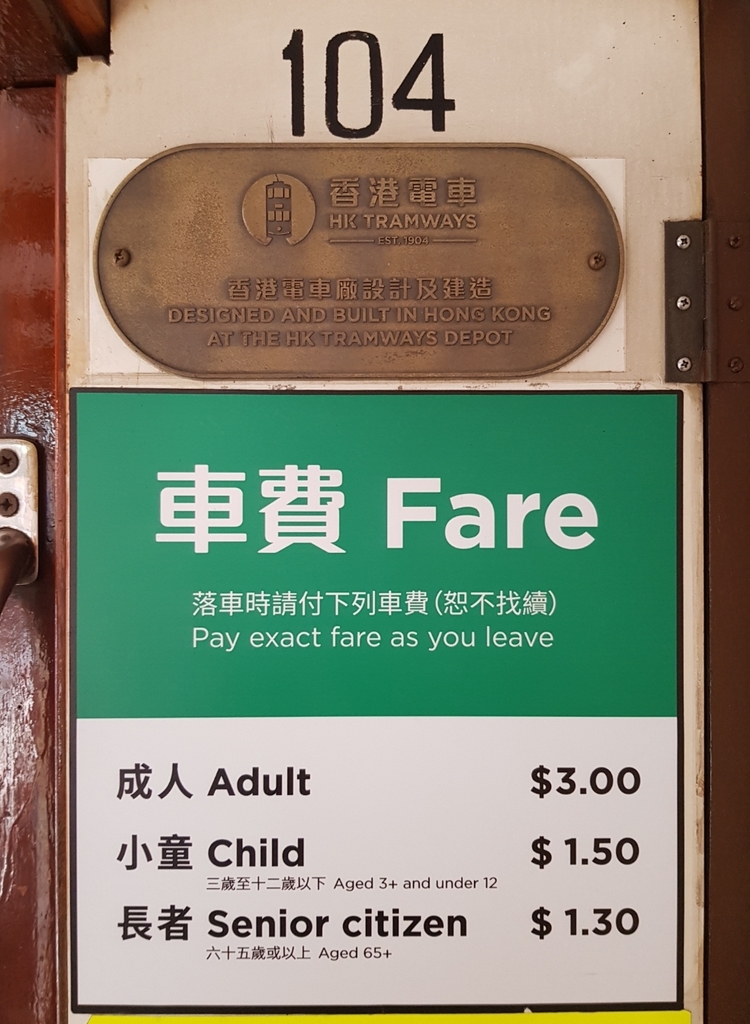 104
香港電車
HK TRAMWAYS
EST. 1904
香港電車廠設計及建造
DESIGNED AND BUILT IN HONG KONG
AT THE HK TRAMWAYS DEPOT
車費 Fare
落車時請付下列車費(恕不找續)
Pay exact fare as you leave
成人 Adult $3.00
小童 Child $ 1.50
三歲至十二歲以下 Aged 3+ and under 12
長者 Senior citizen $ 1.30
六十五歲或以上 Aged 65+